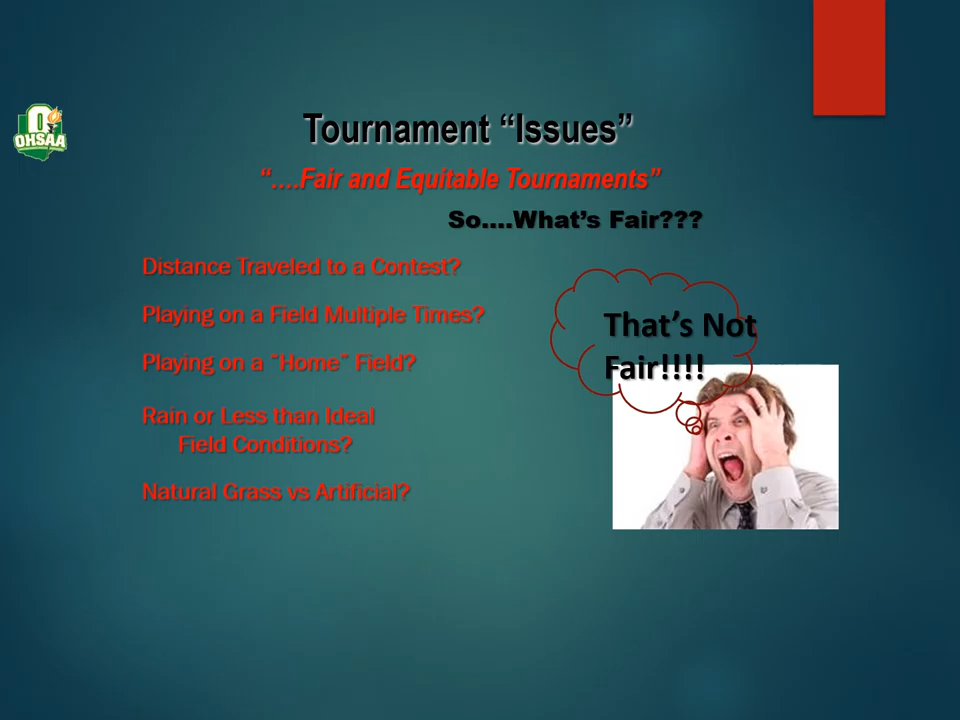 OHSAA
Tournament “Issues”
“....Fair and Equitable Tournaments”
So....What’s Fair???
Distance Traveled to a Contest?
Playing on a Field Multiple Times?
Playing on a “Home” Field?
Rain or Less than Ideal
Field Conditions?
Natural Grass vs Artificial?
That’s Not
Fair!!!!